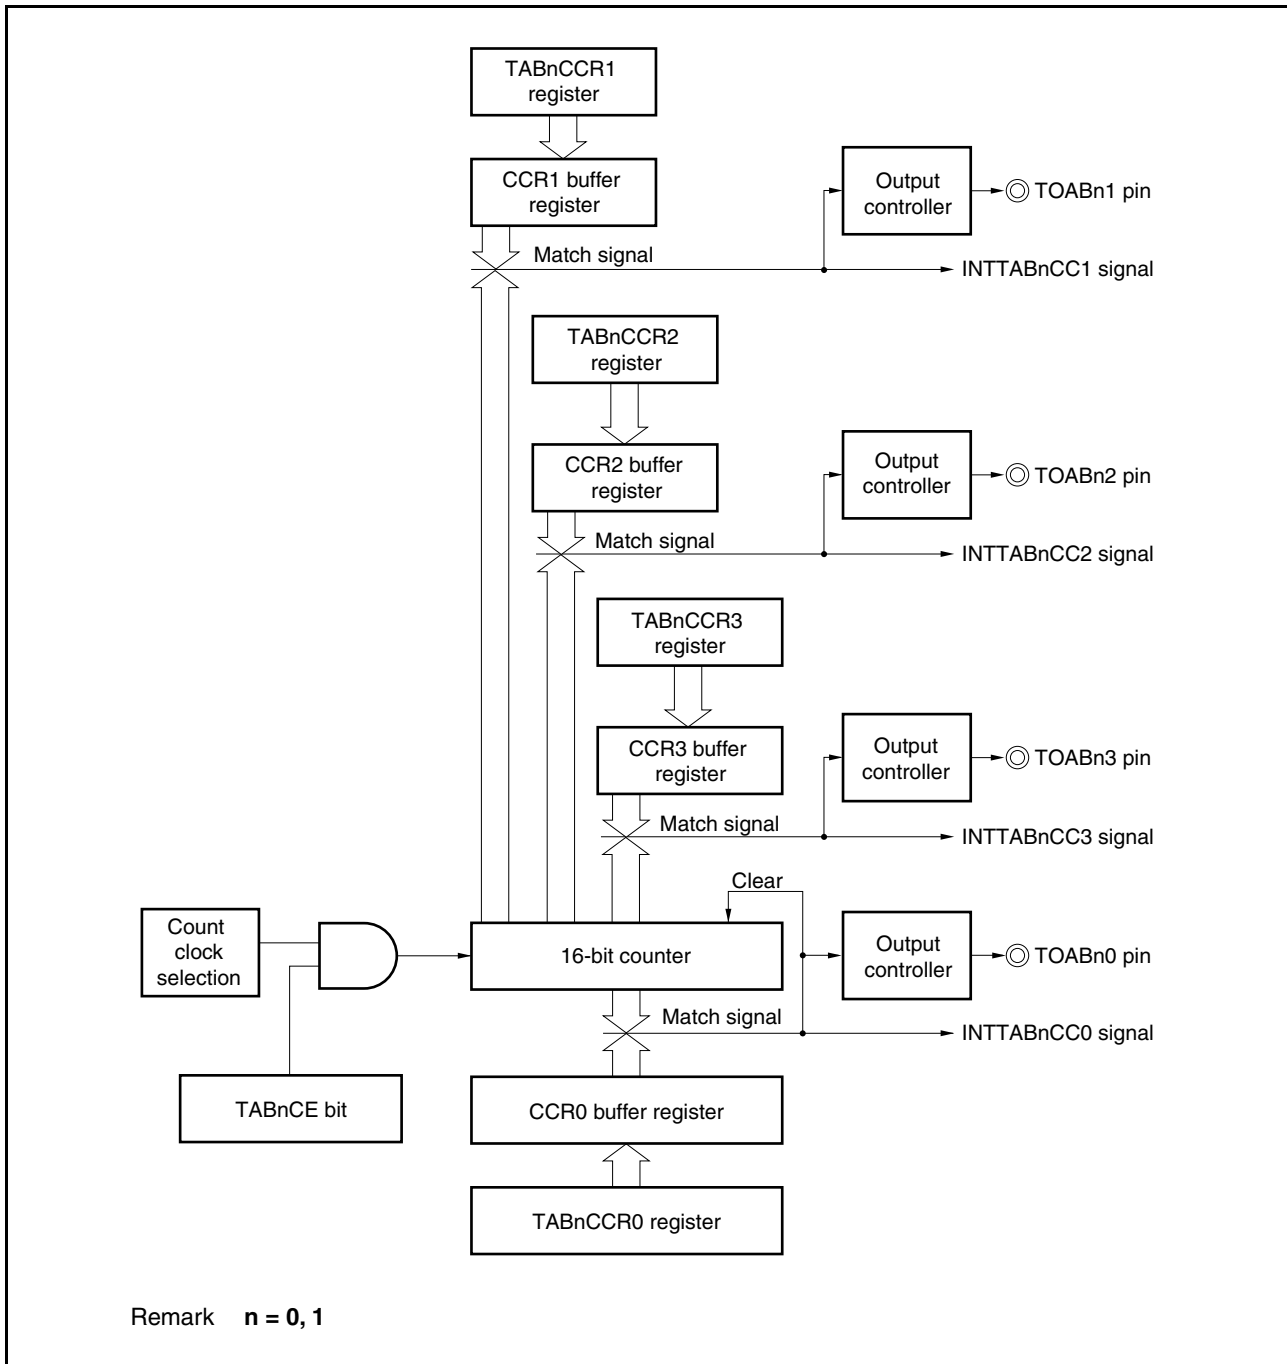 TABnCCR1
register
CCR1 buffer
register
Output
controller
TOABn1 pin
Match signal
INTTABnCC1 signal
TABnCCR2
register
CCR2 buffer
register
Output
controller
TOABn2 pin
Match signal
INTTABnCC2 signal
TABnCCR3
register
CCR3 buffer
register
Output
controller
TOABn3 pin
Match signal
INTTABnCC3 signal
Clear
Count
clock
selection
16-bit counter
Output
controller
TOABn0 pin
Match signal
INTTABnCC0 signal
TABnCE bit
CCR0 buffer register
TABnCCR0 register
Remark n = 0, 1